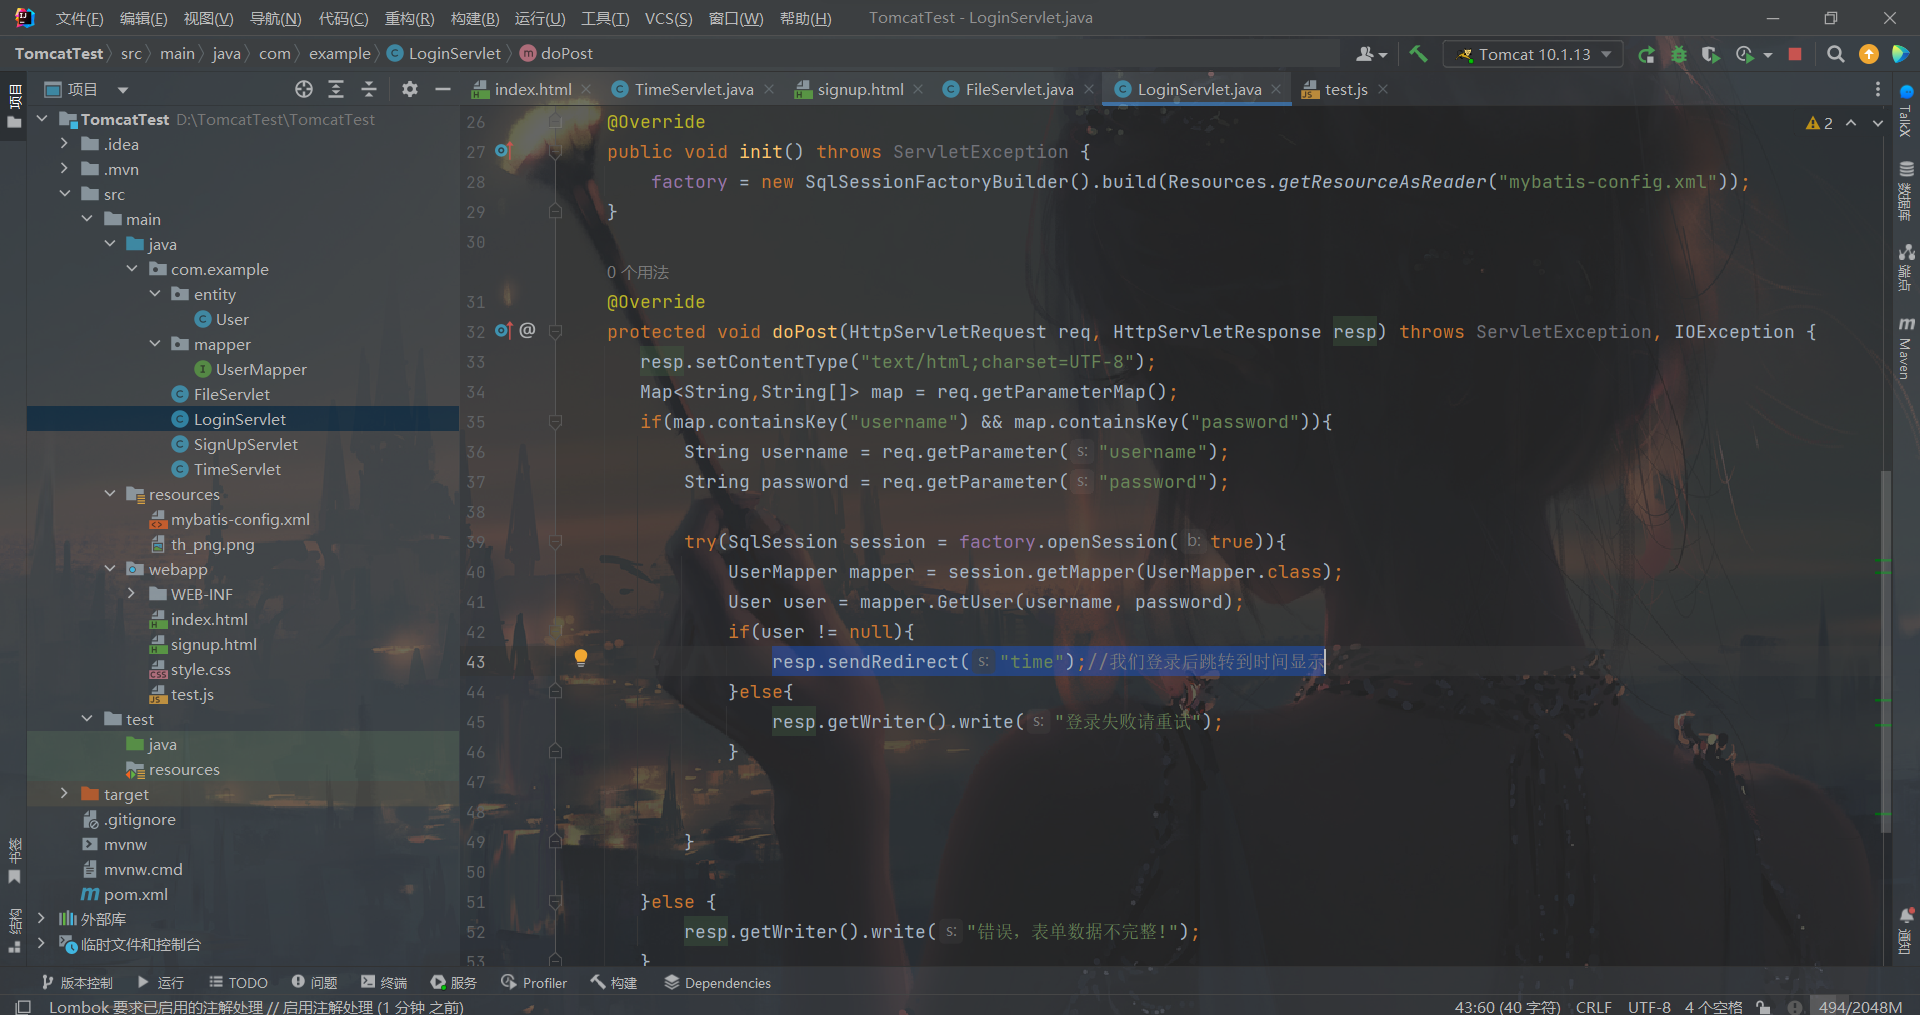 文件(F) 编辑(E) 视图(V) 导航(N) 代码(C) 重构(R) 构建(B) 运行(U) 工具(T) VCS(S) 窗口(W) 帮助(H) TomcatTest - LoginServlet.java
TomcatTest src main java com example LoginServlet doPost Tomcat 10.1.13
项目
项目
index.html TimeServlet.java signup.html FileServlet.java LoginServlet.java test.js
TomcatTest D:\TomcatTest\TomcatTest
.idea
.mvn
src
main
java
com.example
entity
User
mapper
UserMapper
FileServlet
LoginServlet
SignUpServlet
TimeServlet
resources
mybatis-config.xml
th_png.png
webapp
WEB-INF
index.html
signup.html
style.css
test.js
test
java
resources
target
.gitignore
mvnw
mvnw.cmd
pom.xml
外部库
临时文件和控制台
书签
结构
26 @Override
2
27 public void init() throws ServletException {
28 factory = new SqlSessionFactoryBuilder().build(Resources.getResourceAsReader("mybatis-config.xml"));
29 }
30
0 个用法
31 @Override
32 @ protected void doPost(HttpServletRequest req, HttpServletResponse resp) throws ServletException, IOException {
33 resp.setContentType("text/html;charset=UTF-8");
34 Map<String,String[]> map = req.getParameterMap();
35 if(map.containsKey("username") && map.containsKey("password")){
36 String username = req.getParameter( s: "username");
37 String password = req.getParameter( s: "password");
38
39 try(SqlSession session = factory.openSession( b: true)){
40 UserMapper mapper = session.getMapper(UserMapper.class);
41 User user = mapper.GetUser(username, password);
42 if(user != null){
43 resp.sendRedirect( s: "time");//我们登录后跳转到时间显示
44 }else{
45 resp.getWriter().write( s: "登录失败请重试");
46 }
47
48
49 }
50
51 }else {
52 resp.getWriter().write( s: "错误，表单数据不完整!");
53 }
TalkX
数据库
端点
Maven
通知
版本控制 运行 TODO 问题 终端 服务 Profiler 构建 Dependencies
Lombok 要求已启用的注解处理 // 启用注解处理 (1 分钟 之前) 43:60 (40 字符) CRLF UTF-8 4 个空格 494/2048M